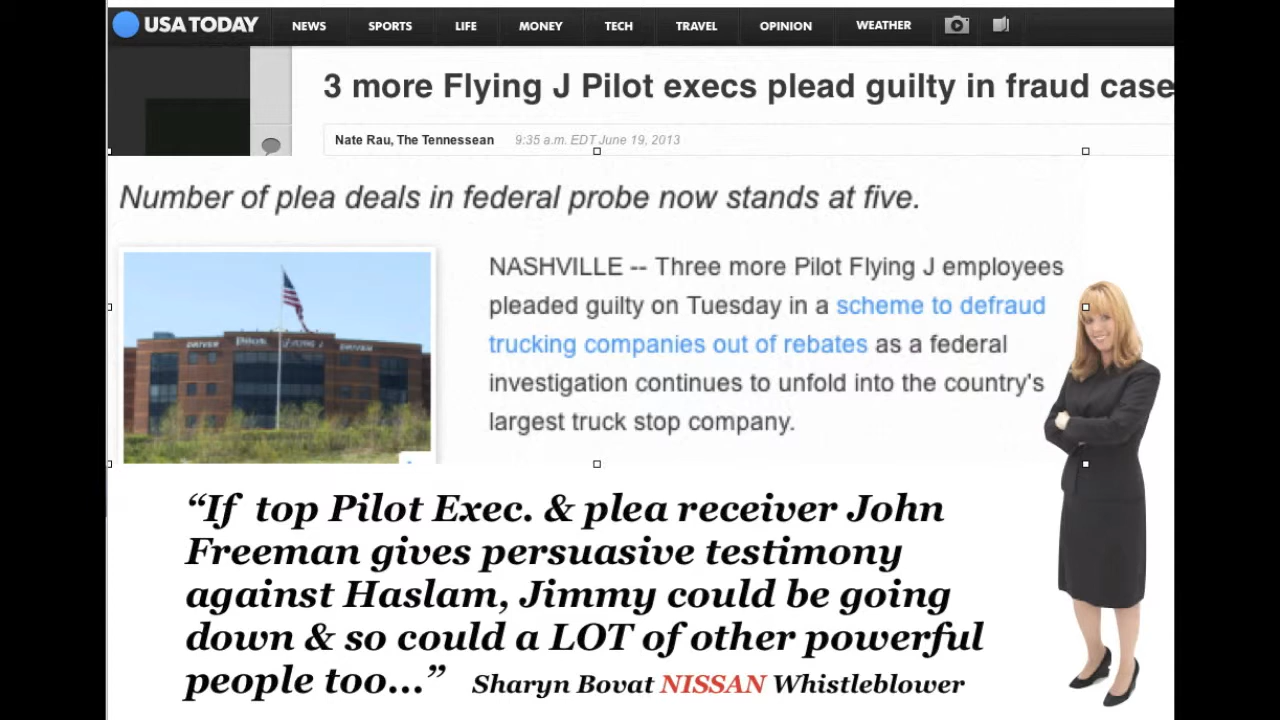 USA TODAY NEWS SPORTS LIFE MONEY TECH TRAVEL OPINION WEATHER
3 more Flying J Pilot execs plead guilty in fraud case
Nate Rau, The Tennessean 9:35 a.m. EDT June 19, 2013
Number of plea deals in federal probe now stands at five.
NASHVILLE -- Three more Pilot Flying J employees
pleaded guilty on Tuesday in a scheme to defraud
trucking companies out of rebates as a federal
investigation continues to unfold into the country's
largest truck stop company.
Pilot
“If top Pilot Exec. & plea receiver John
Freeman gives persuasive testimony
against Haslam, Jimmy could be going
down & so could a LOT of other powerful
people too...” Sharyn Bovat NISSAN Whistleblower